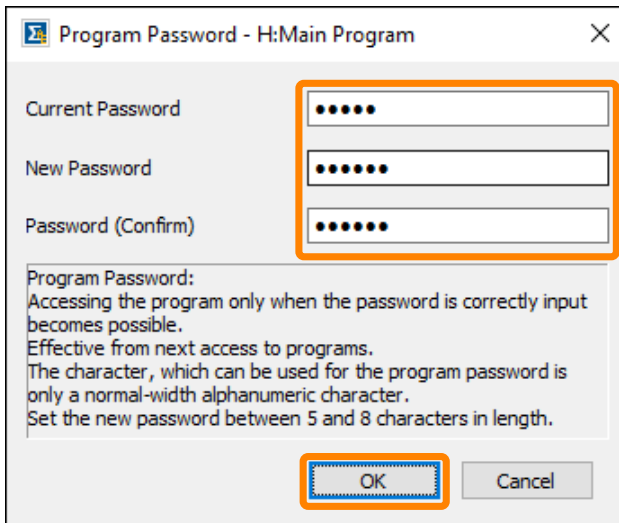 Program Password - H:Main Program
Current Password •••••
New Password ••••••
Password (Confirm) ••••••
Program Password:
Accessing the program only when the password is correctly input
becomes possible.
Effective from next access to programs.
The character, which can be used for the program password is
only a normal-width alphanumeric character.
Set the new password between 5 and 8 characters in length.
OK Cancel